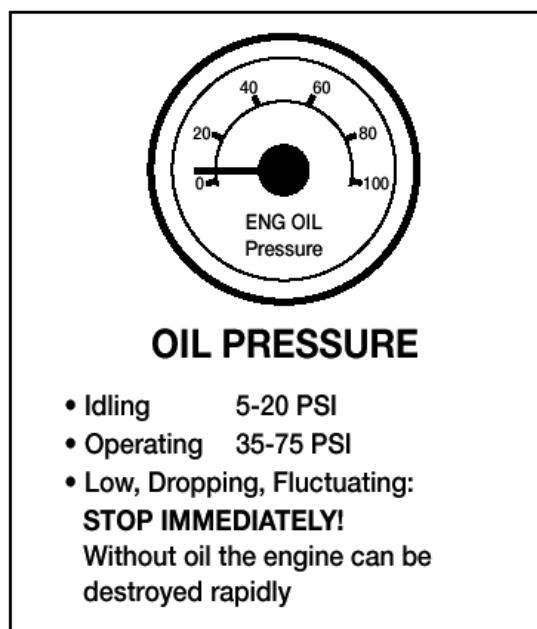 40 60
20 80
0 100
ENG OIL
Pressure
OIL PRESSURE
• Idling 5-20 PSI
• Operating 35-75 PSI
• Low, Dropping, Fluctuating:
STOP IMMEDIATELY!
Without oil the engine can be
destroyed rapidly